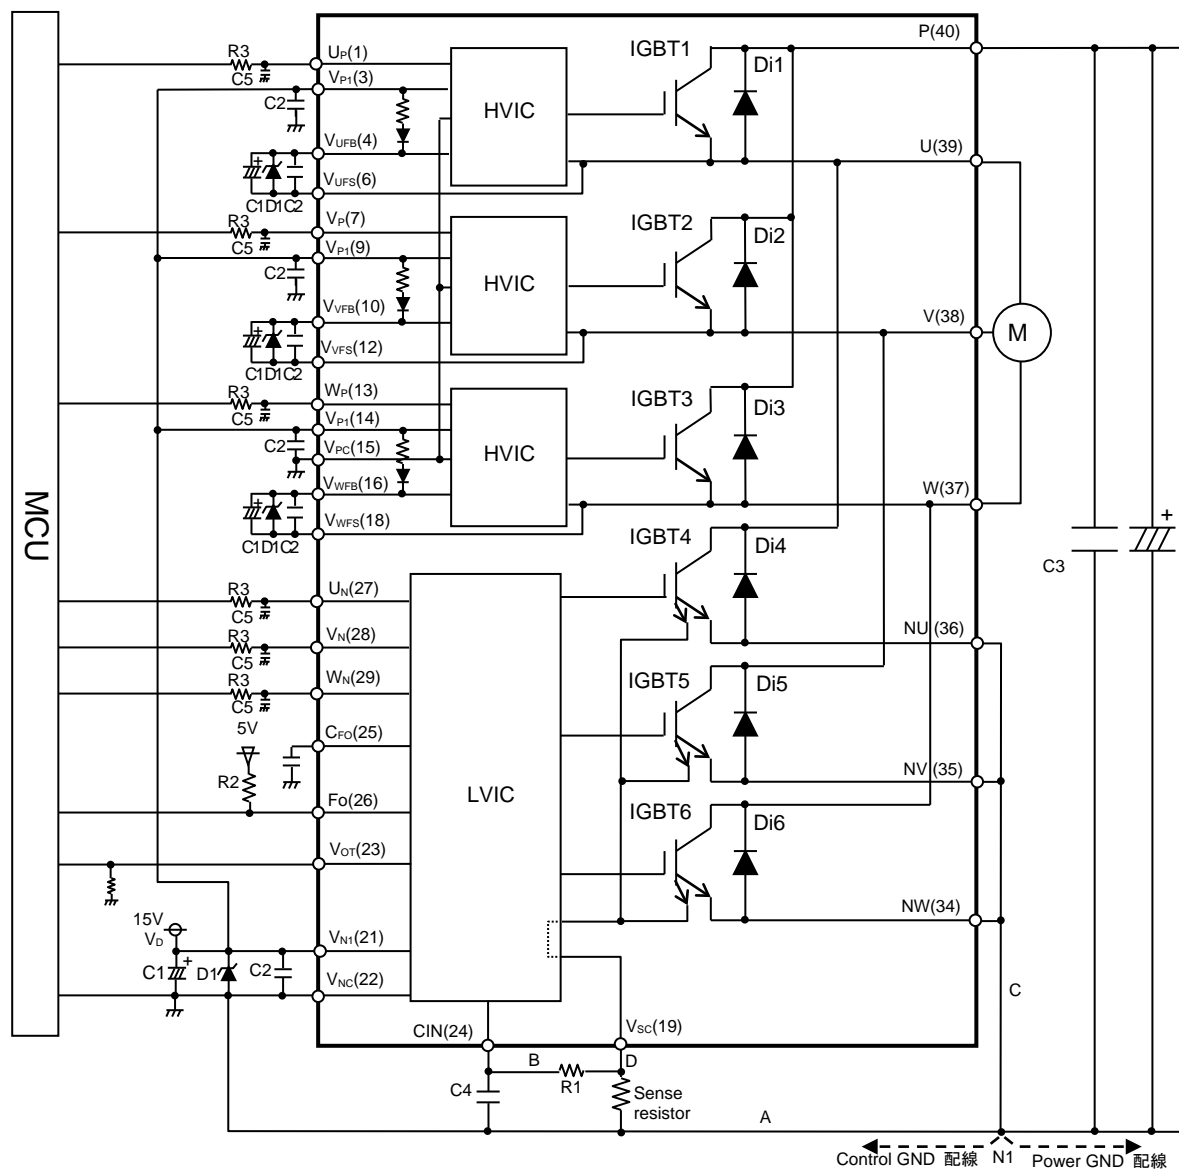 P(40)
IGBT1
Di1
R3
C5
UP(1)
VP1(3)
C2
HVIC
VUFB(4)
U(39)
+
C1D1C2
VUFS(6)
R3
C5
VP(7)
IGBT2
Di2
VP1(9)
C2
HVIC
VVFB(10)
V(38)
M
+
C1D1C2
VVFS(12)
R3
C5
WP(13)
IGBT3
Di3
VP1(14)
C2
VPC(15)
HVIC
VWFB(16)
W(37)
+
C1D1C2
VWFS(18)
MCU
IGBT4
Di4
+
C3
R3
C5
UN(27)
NU(36)
R3
C5
VN(28)
R3
C5
WN(29)
IGBT5
Di5
5V
CFO(25)
R2
NV(35)
LVIC
Fo(26)
IGBT6
Di6
VOT(23)
NW(34)
15V
VD
VN1(21)
+
C1
D1
C2
VNC(22)
C
CIN(24)
VSC(19)
B
D
R1
C4
Sense
resistor
A
Control GND 配線
N1
Power GND 配線